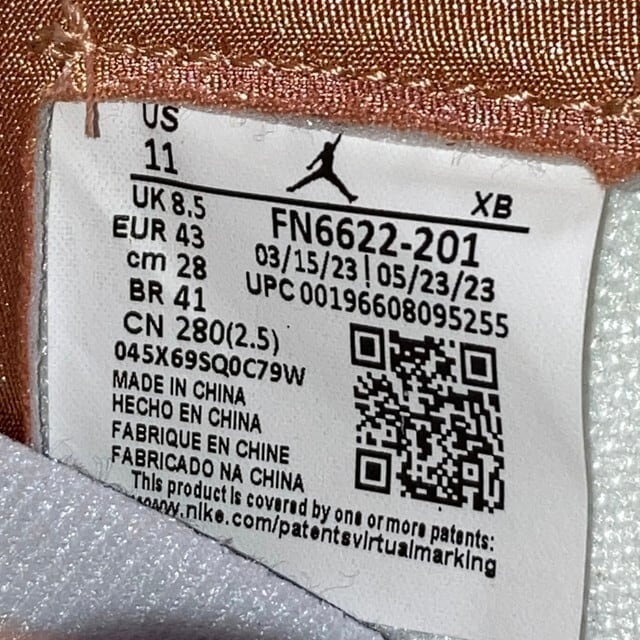 US
11
XB
UK 8.5
EUR 43
cm 28
BR 41
CN 280(2.5)
FN6622-201
03/15/23 | 05/23/23
UPC 00196608095255
045X69SQ0C79W
MADE IN CHINA
HECHO EN CHINA
FABRIQUE EN CHINE
FABRICADO NA CHINA
This product is covered by one or more patents:
www.nike.com/patentsvirtualmarking